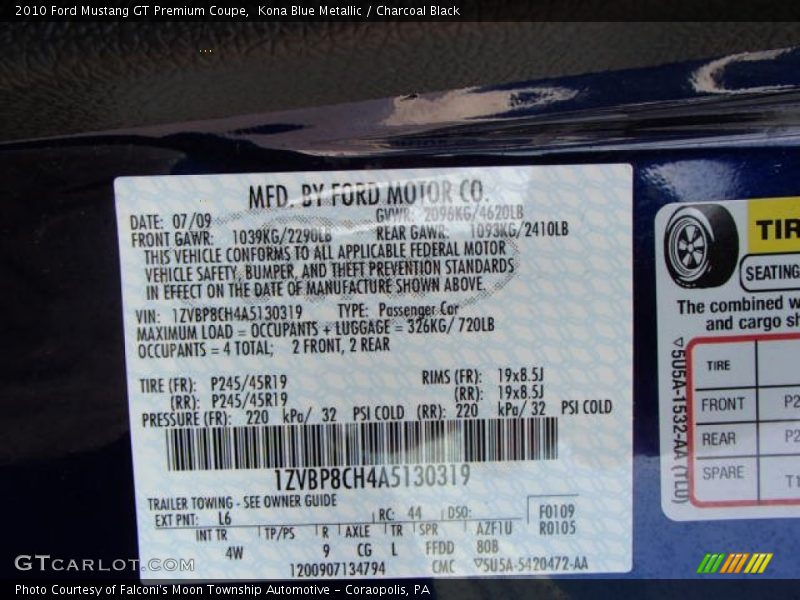 2010 Ford Mustang GT Premium Coupe,  Kona Blue Metallic / Charcoal Black
MFD. BY FORD MOTOR CO.
DATE: 07/09 GVWR: 2096KG/4620LB
FRONT GAWR: 1039KG/2290LB REAR GAWR: 1093KG/2410LB
THIS VEHICLE CONFORMS TO ALL APPLICABLE FEDERAL MOTOR
VEHICLE SAFETY, BUMPER, AND THEFT PREVENTION STANDARDS
IN EFFECT ON THE DATE OF MANUFACTURE SHOWN ABOVE.
VIN: 1ZVBP8CH4A5130319 TYPE: Passenger Car
MAXIMUM LOAD = OCCUPANTS + LUGGAGE = 326KG/ 720LB
OCCUPANTS = 4 TOTAL; 2 FRONT, 2 REAR
TIRE (FR): P245/45R19 RIMS (FR): 19x8.5J
(RR): P245/45R19 (RR): 19x8.5J
PRESSURE (FR): 220 kPa/ 32 PSI COLD (RR): 220 kPa/ 32 PSI COLD
1ZVBP8CH4A5130319
TRAILER TOWING - SEE OWNER GUIDE
EXT PNT: L6 RC: 44 DSO: F0109
INT TR TP/PS R AXLE TR SPR AZF1U R0105
4W 9 CG L FFDD 80B
1200907134794 CMC ▽5U5A-5420472-AA
TIR
SEATING
The combined w
and cargo sh
▽5U5A-1532-AA (TLU)
TIRE
FRONT P2
REAR P2
SPARE T1
GTCARLOT.COM
Photo Courtesy of Falconi's Moon Township Automotive - Coraopolis, PA